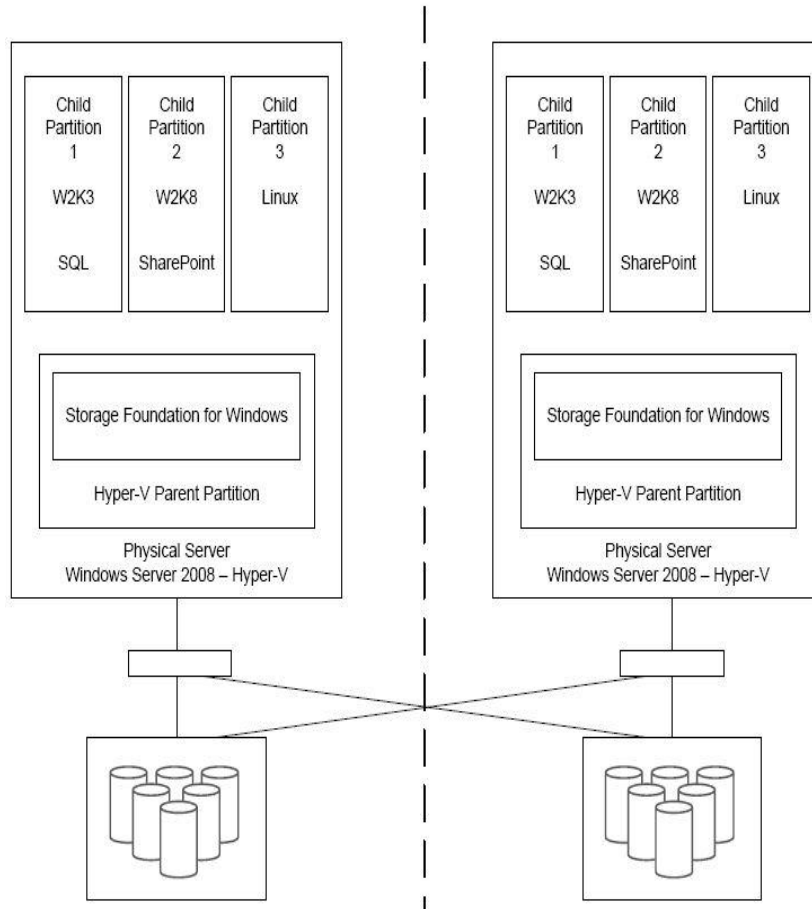 Child
Partition
1
W2K3
SQL
Child
Partition
2
W2K8
SharePoint
Child
Partition
3
Linux
Storage Foundation for Windows
Hyper-V Parent Partition
Physical Server
Windows Server 2008 – Hyper-V
Child
Partition
1
W2K3
SQL
Child
Partition
2
W2K8
SharePoint
Child
Partition
3
Linux
Storage Foundation for Windows
Hyper-V Parent Partition
Physical Server
Windows Server 2008 – Hyper-V